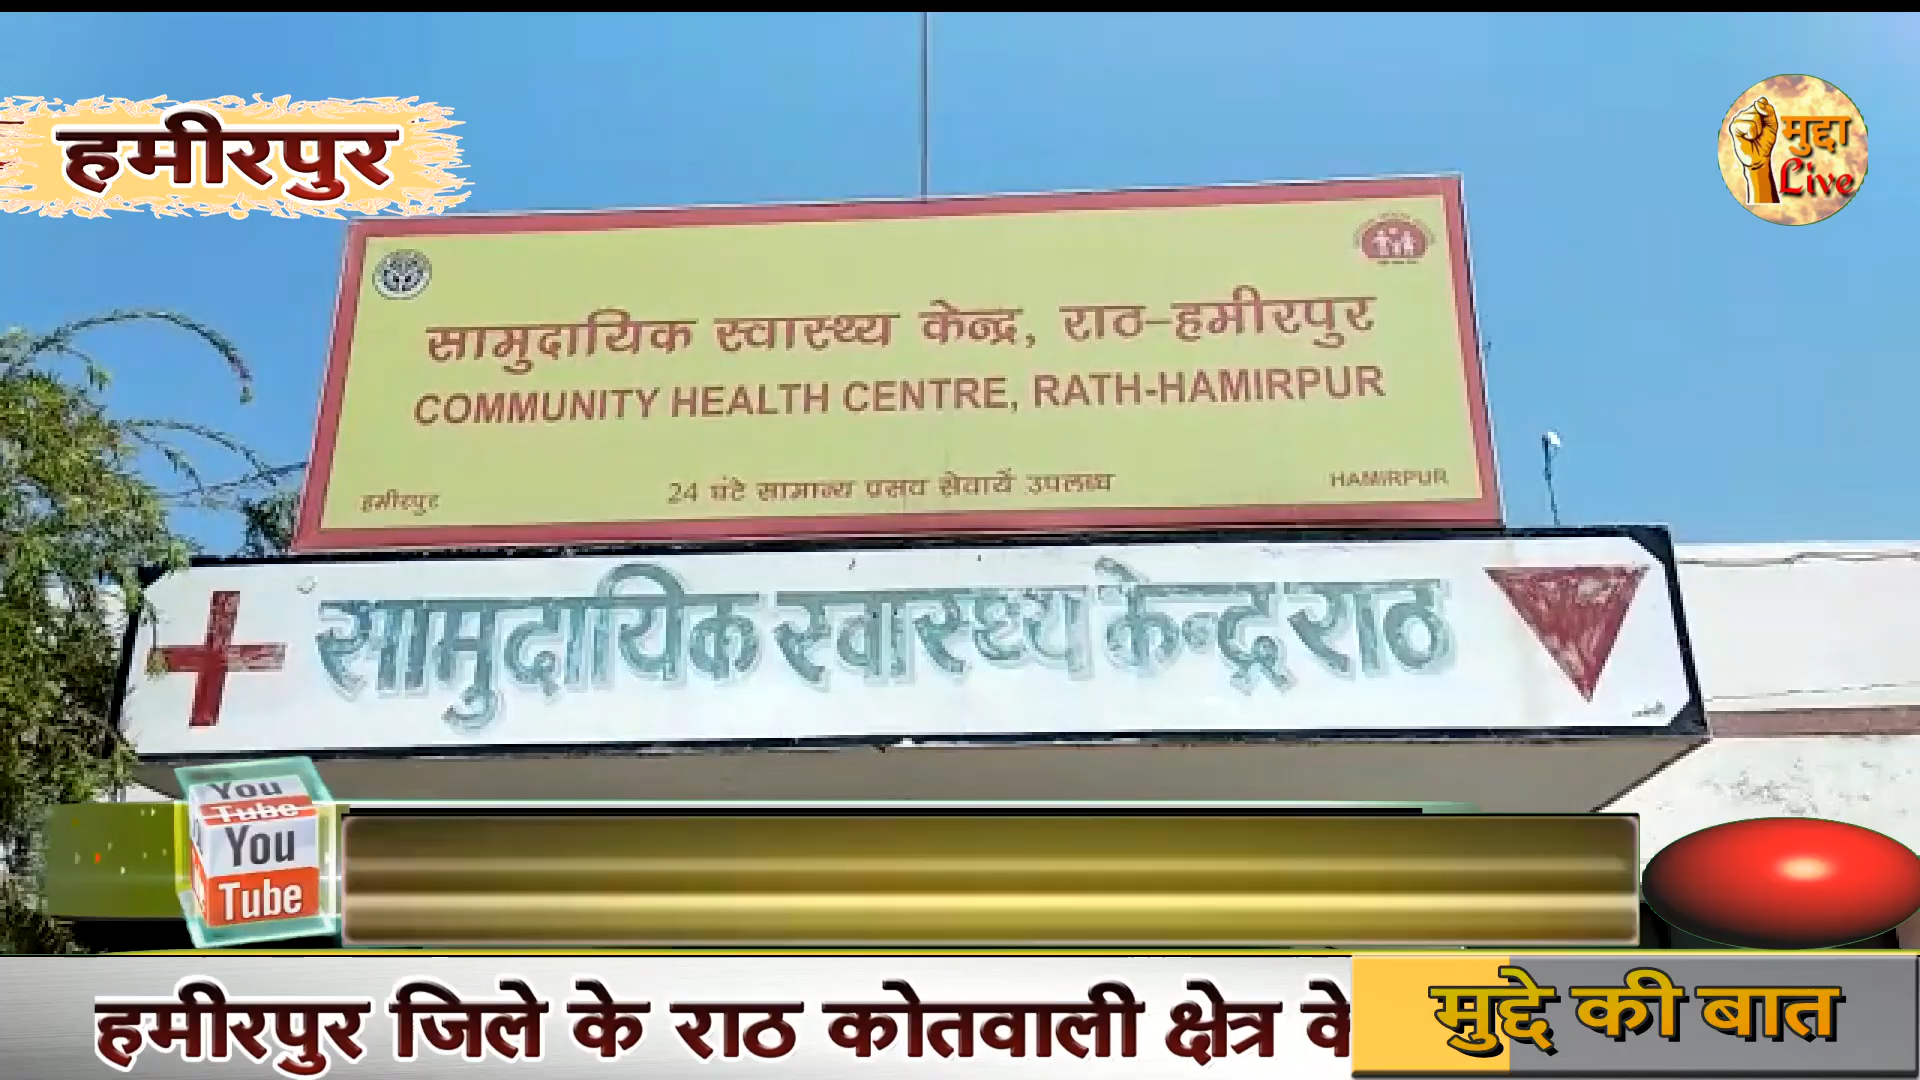 हमीरपुर
मुद्दा
Live
सामुदायिक स्वास्थ्य केन्द्र, राठ-हमीरपुर
COMMUNITY HEALTH CENTRE, RATH-HAMIRPUR
हमीरपुर
24 घंटे सामान्य प्रसव सेवायें उपलब्ध
HAMIRPUR
सामुदायिक स्वास्थ्य केन्द्र राठ
You
Tube
You
Tube
हमीरपुर जिले के राठ कोतवाली क्षेत्र के
मुद्दे की बात